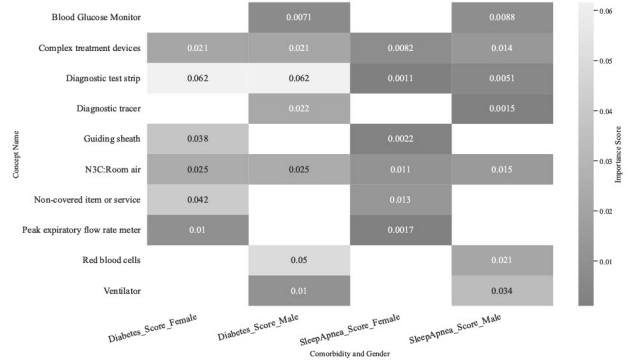 Blood Glucose Monitor 0.0071 0.0088
Complex treatment devices 0.021 0.021 0.0082 0.014
Diagnostic test strip 0.062 0.062 0.0011 0.0051
Diagnostic tracer 0.022 0.0015
Guiding sheath 0.038 0.0022
N3C:Room air 0.025 0.025 0.011 0.015
Non-covered item or service 0.042 0.013
Peak expiratory flow rate meter 0.01 0.0017
Red blood cells 0.05 0.021
Ventilator 0.01 0.034
Concept Name
Diabetes_Score_Female
Diabetes_Score_Male
SleepApnea_Score_Female
SleepApnea_Score_Male
Comorbidity and Gender
0.06
0.05
0.04
0.03
0.02
0.01
Importance Score